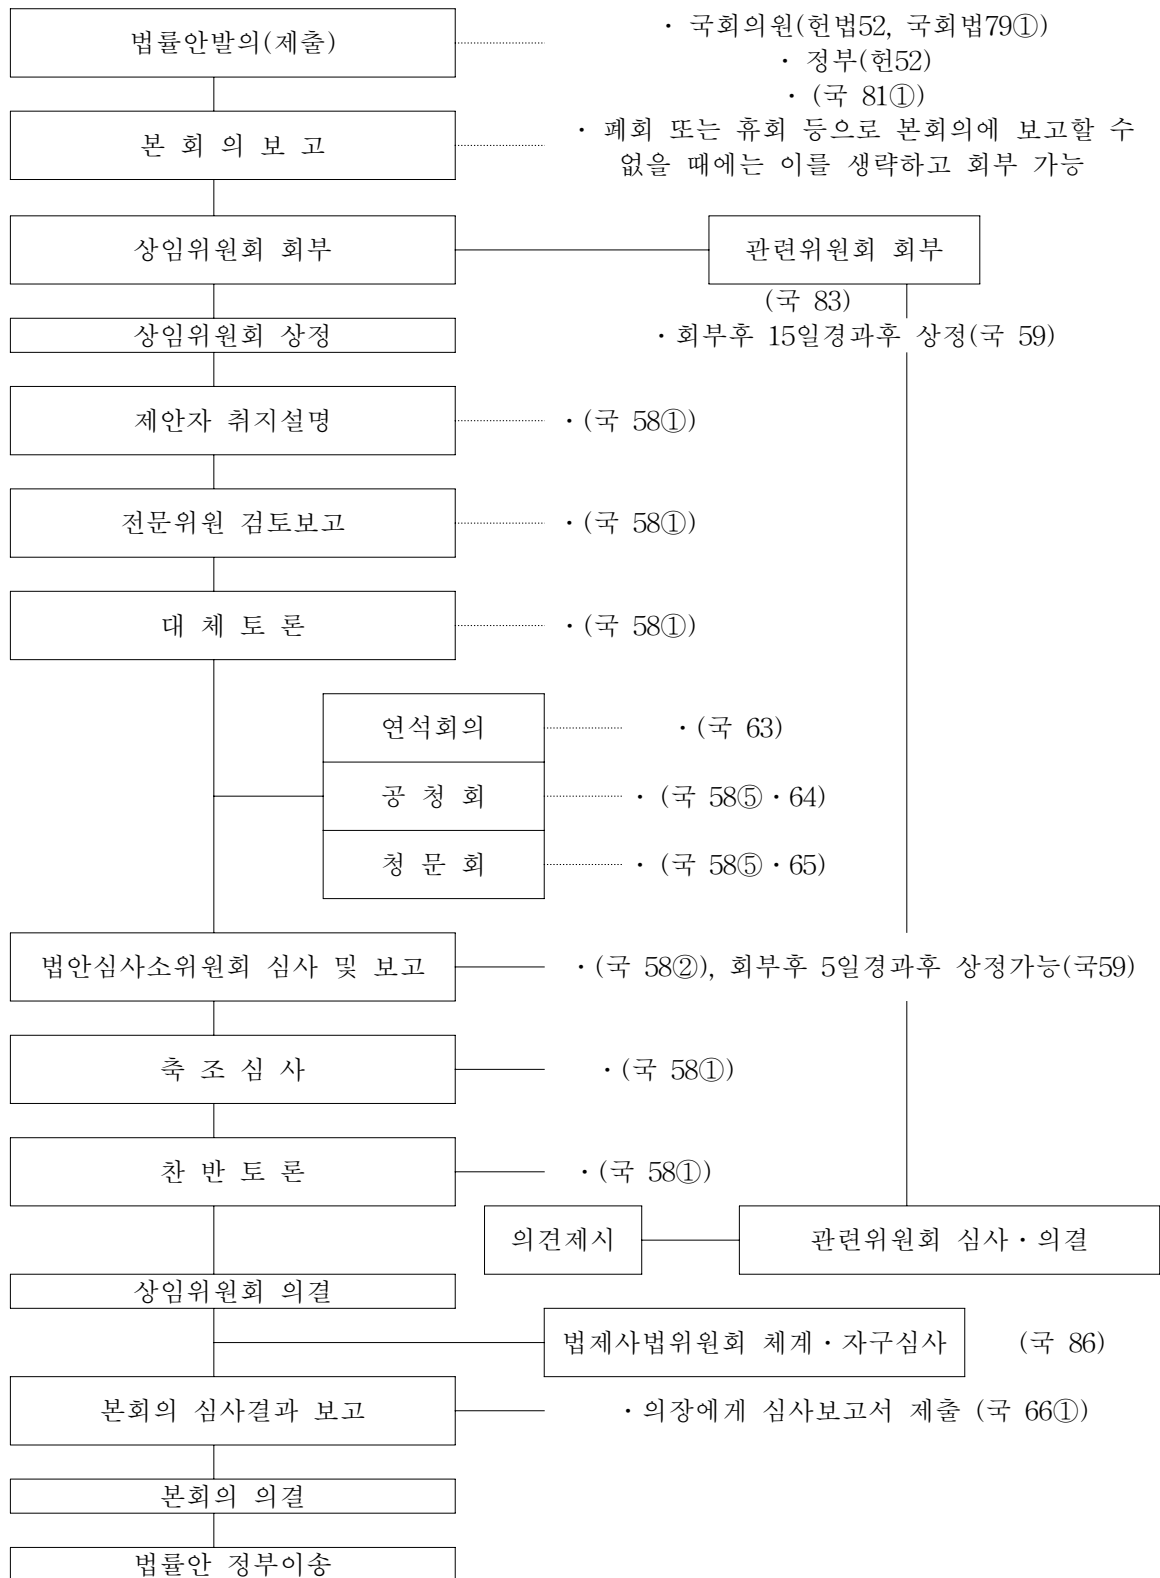 법률안발의(제출)
· 국회의원(헌법52, 국회법79①)
· 정부(헌52)
· (국 81①)
본 회 의 보 고
· 폐회 또는 휴회 등으로 본회의에 보고할 수
없을 때에는 이를 생략하고 회부 가능
상임위원회 회부
관련위원회 회부
(국 83)
상임위원회 상정
· 회부후 15일경과후 상정(국 59)
제안자 취지설명
· (국 58①)
전문위원 검토보고
· (국 58①)
대 체 토 론
· (국 58①)
연석회의
· (국 63)
공 청 회
· (국 58⑤·64)
청 문 회
· (국 58⑤·65)
법안심사소위원회 심사 및 보고
· (국 58②), 회부후 5일경과후 상정가능(국59)
축 조 심 사
· (국 58①)
찬 반 토 론
· (국 58①)
의견제시
관련위원회 심사·의결
상임위원회 의결
법제사법위원회 체계·자구심사
(국 86)
본회의 심사결과 보고
· 의장에게 심사보고서 제출 (국 66①)
본회의 의결
법률안 정부이송